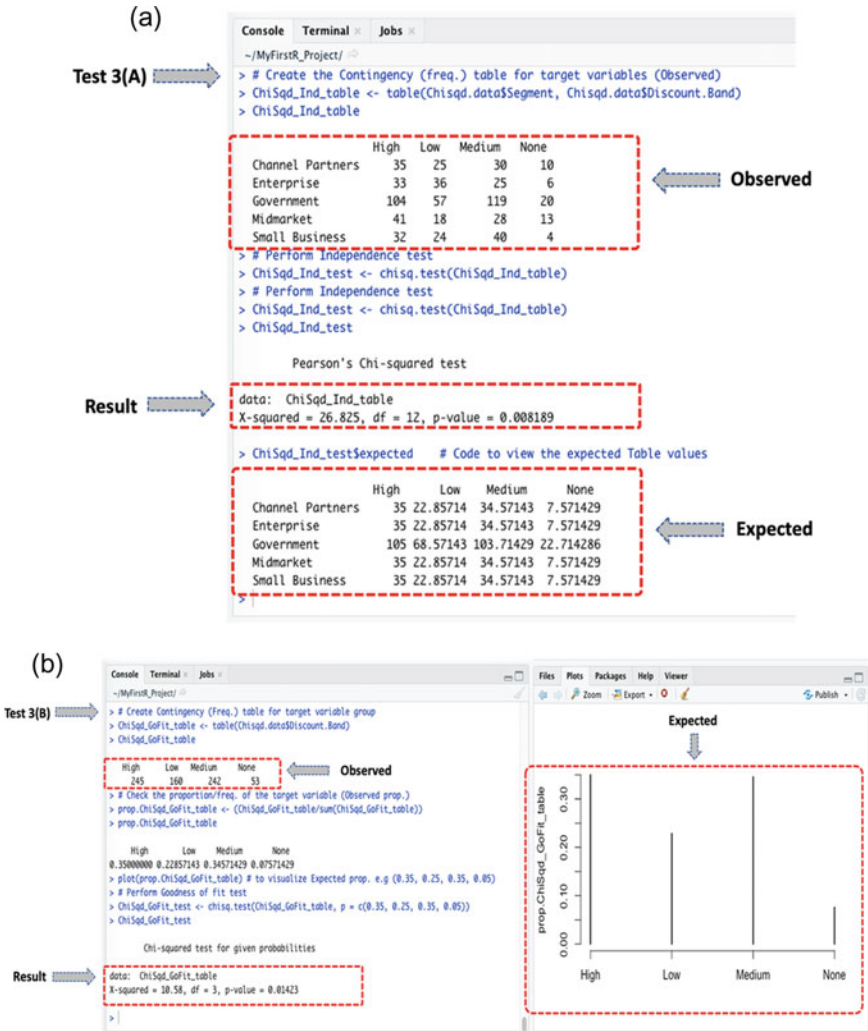 (a)
Console Terminal × Jobs ×
~/MyFirstR_Project/
Test 3(A)
> # Create the Contingency (freq.) table for target variables (Observed)
> ChiSqd_Ind_table <- table(Chisqd.data$Segment, Chisqd.data$Discount.Band)
> ChiSqd_Ind_table
High Low Medium None
Channel Partners 35 25 30 10
Enterprise 33 36 25 6
Government 104 57 119 20
Midmarket 41 18 28 13
Small Business 32 24 40 4
Observed
> # Perform Independence test
> ChiSqd_Ind_test <- chisq.test(ChiSqd_Ind_table)
> # Perform Independence test
> ChiSqd_Ind_test <- chisq.test(ChiSqd_Ind_table)
> ChiSqd_Ind_test
Pearson's Chi-squared test
Result
data: ChiSqd_Ind_table
X-squared = 26.825, df = 12, p-value = 0.008189
> ChiSqd_Ind_test$expected # Code to view the expected Table values
High Low Medium None
Channel Partners 35 22.85714 34.57143 7.571429
Enterprise 35 22.85714 34.57143 7.571429
Government 105 68.57143 103.71429 22.714286
Midmarket 35 22.85714 34.57143 7.571429
Small Business 35 22.85714 34.57143 7.571429
Expected
>
(b)
Console Terminal × Jobs ×
~/MyFirstR_Project/
Test 3(B)
> # Create Contingency (Freq.) table for target variable group
> ChiSqd_GoFit_table <- table(Chisqd.data$Discount.Band)
> ChiSqd_GoFit_table
High Low Medium None
245 160 242 53
Observed
> # Check the proportion/freq. of the target variable (Observed prop.)
> prop.ChiSqd_GoFit_table <- (ChiSqd_GoFit_table/sum(ChiSqd_GoFit_table))
> prop.ChiSqd_GoFit_table
High Low Medium None
0.35000000 0.22857143 0.34571429 0.07571429
> plot(prop.ChiSqd_GoFit_table) # to visualize Expected prop. e.g (0.35, 0.25, 0.35, 0.05)
> # Perform Goodness of fit test
> ChiSqd_GoFit_test <- chisq.test(ChiSqd_GoFit_table, p = c(0.35, 0.25, 0.35, 0.05))
> ChiSqd_GoFit_test
Chi-squared test for given probabilities
Result
data: ChiSqd_GoFit_table
X-squared = 10.58, df = 3, p-value = 0.01423
>
Files Plots Packages Help Viewer
Zoom Export Publish
Expected
prop.ChiSqd_GoFit_table
0.30
0.20
0.10
0.00
High Low Medium None